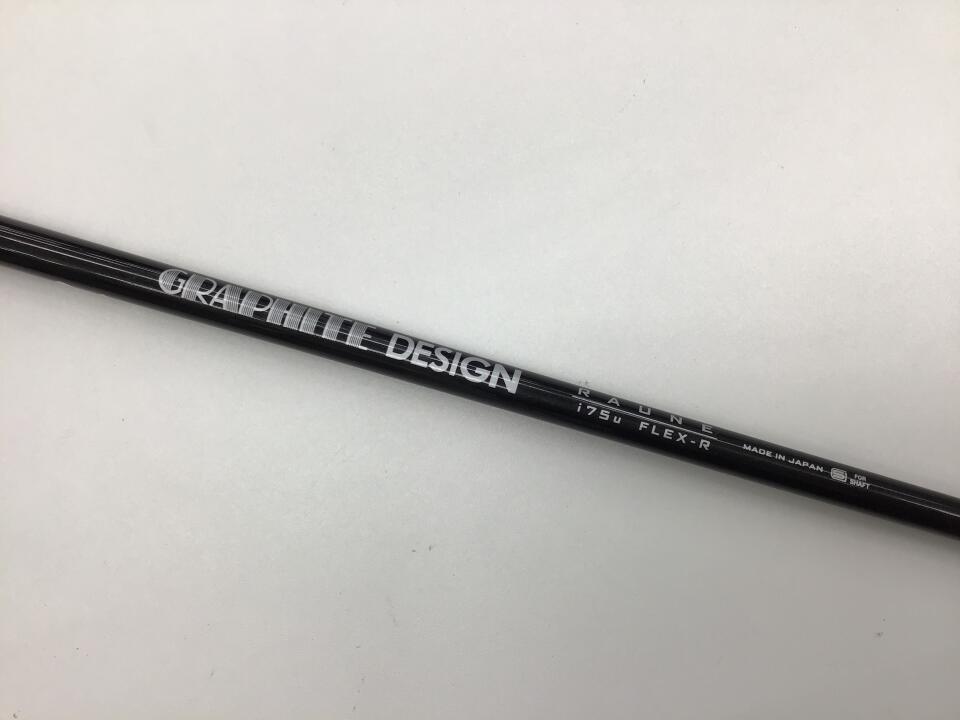 GRAPHITE DESIGN
RAUNE
i75u FLEX-R
MADE IN JAPAN
S FOR SHAFT